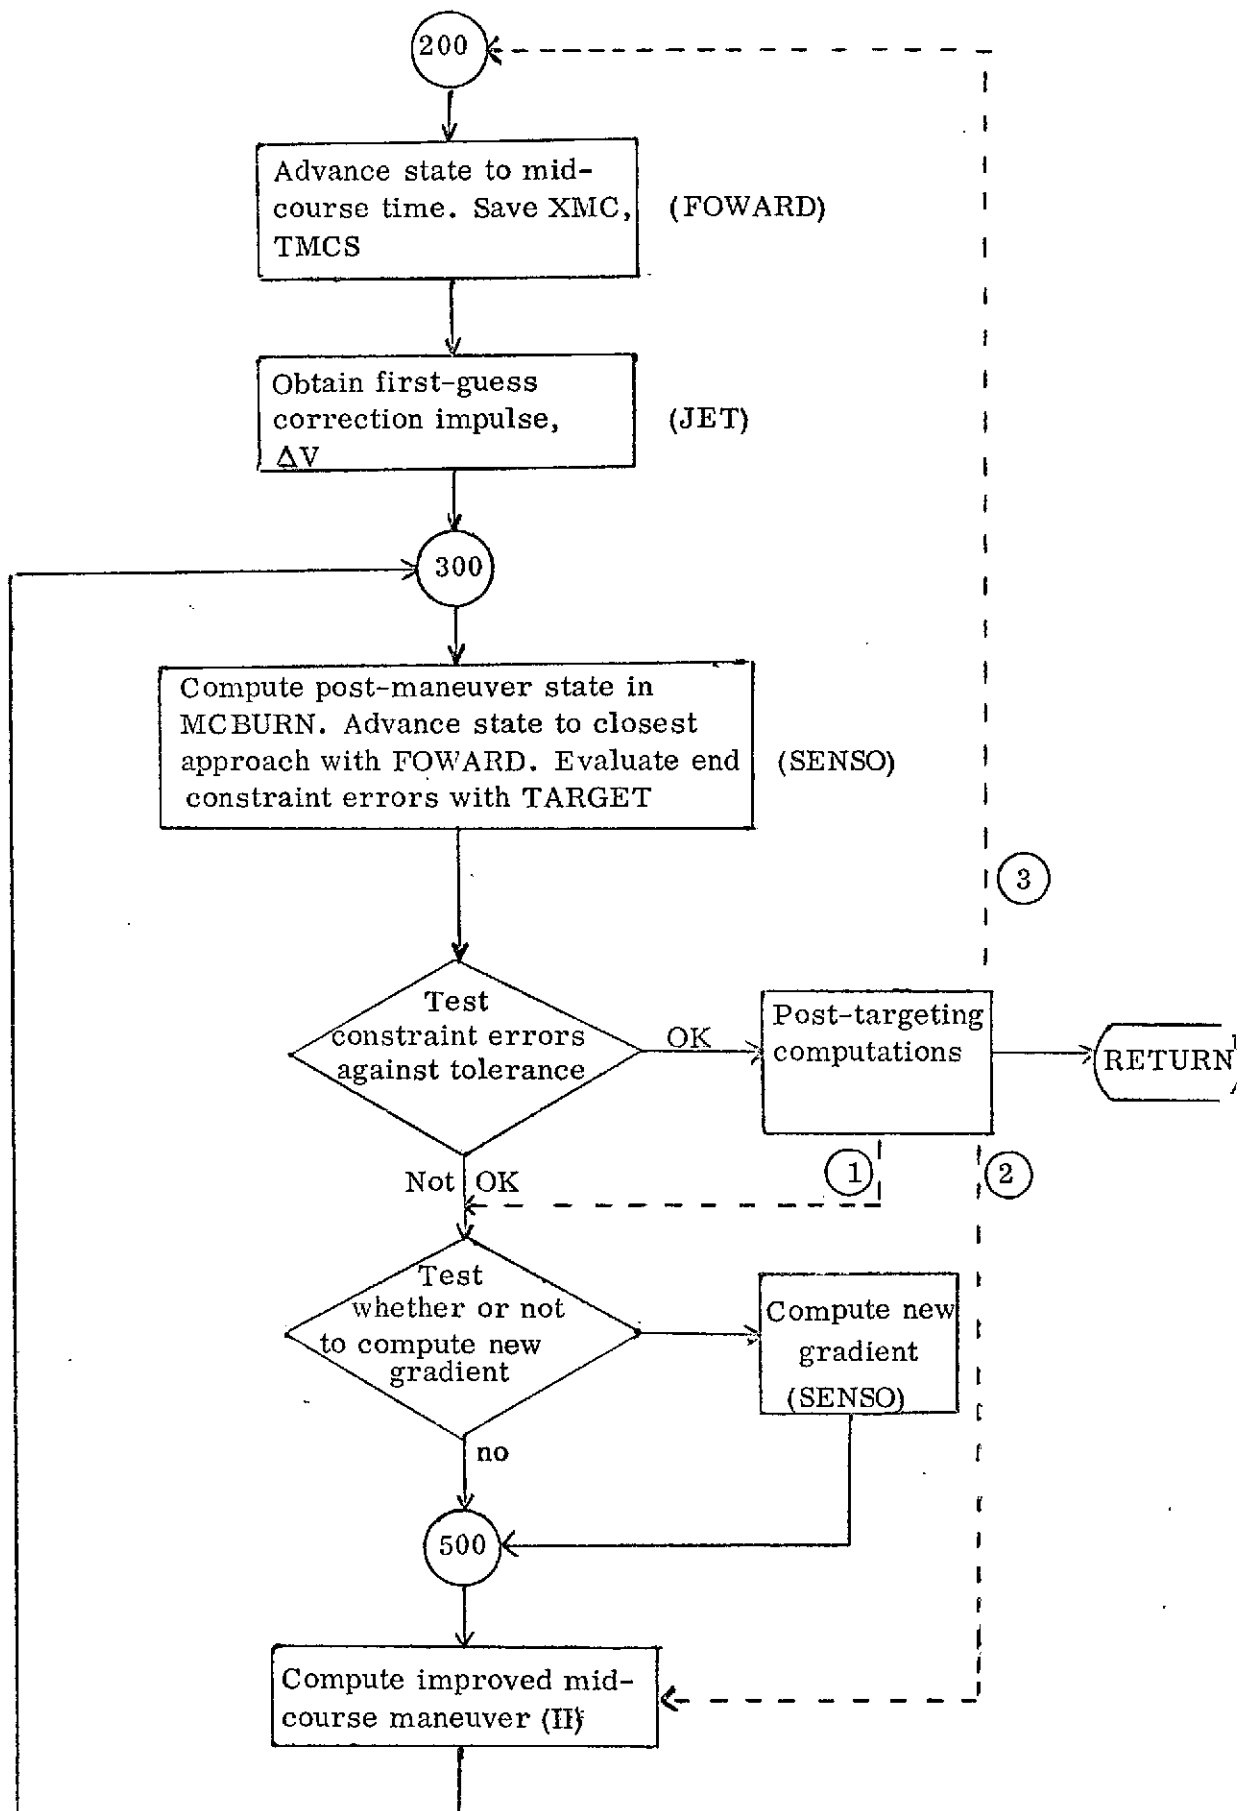 200
Advance state to mid-
course time. Save XMC,
TMCS
(FOWARD)
Obtain first-guess
correction impulse,
ΔV
(JET)
300
Compute post-maneuver state in
MCBURN. Advance state to closest
approach with FOWARD. Evaluate end
constraint errors with TARGET
(SENSO)
3
Test
constraint errors
against tolerance
OK
Post-targeting
computations
RETURN
Not OK
1
2
Test
whether or not
to compute new
gradient
Compute new
gradient
(SENSO)
no
500
Compute improved mid-
course maneuver (II)